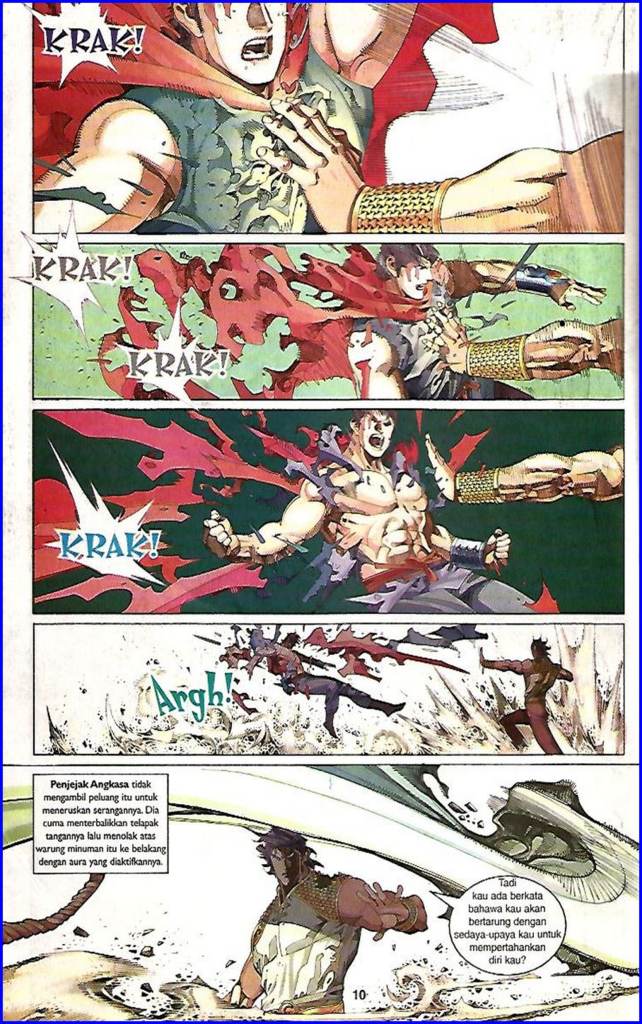 KRAK!
KRAK!
KRAK!
KRAK!
Argh!
Penjejak Angkasa tidak
mengambil peluang itu untuk
meneruskan serangannya. Dia
cuma menterbalikkan telapak
tangannya lalu menolak atas
warung minuman itu ke belakang
dengan aura yang diaktifkannya.
Tadi
kau ada berkata
bahawa kau akan
bertarung dengan
sedaya-upaya kau untuk
mempertahankan
diri kau?
10